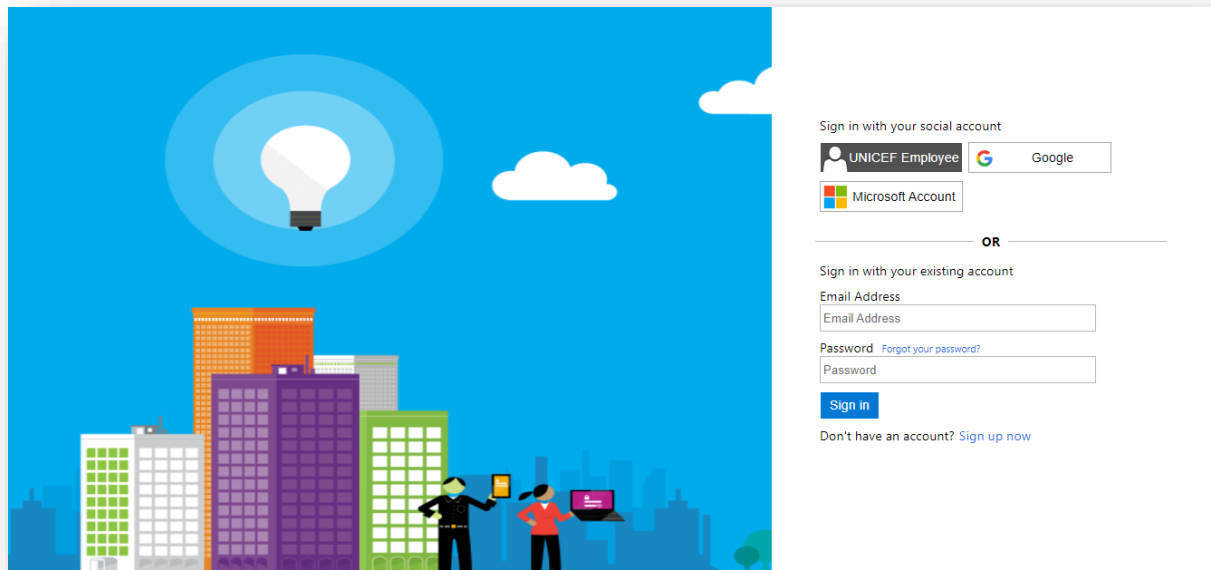 Sign in with your social account
UNICEF Employee
Google
Microsoft Account
OR
Sign in with your existing account
Email Address
Email Address
Password Forgot your password?
Password
Sign in
Don't have an account? Sign up now